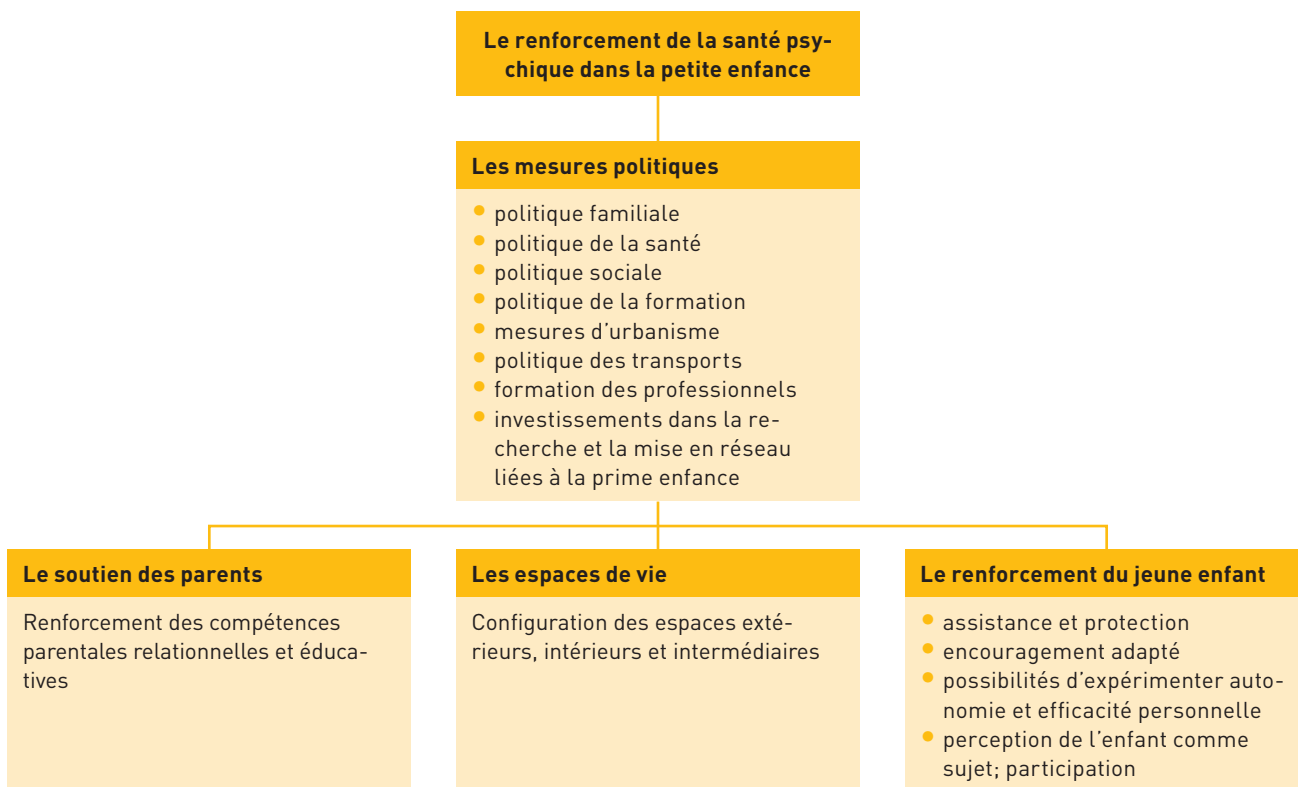 Le renforcement de la santé psy-
chique dans la petite enfance
Les mesures politiques
• politique familiale
• politique de la santé
• politique sociale
• politique de la formation
• mesures d'urbanisme
• politique des transports
• formation des professionnels
• investissements dans la re-
cherche et la mise en réseau
liées à la prime enfance
Le soutien des parents
Renforcement des compétences
parentales relationnelles et éduca-
tives
Les espaces de vie
Configuration des espaces exté-
rieurs, intérieurs et intermédiaires
Le renforcement du jeune enfant
• assistance et protection
• encouragement adapté
• possibilités d'expérimenter auto-
nomie et efficacité personnelle
• perception de l'enfant comme
sujet; participation